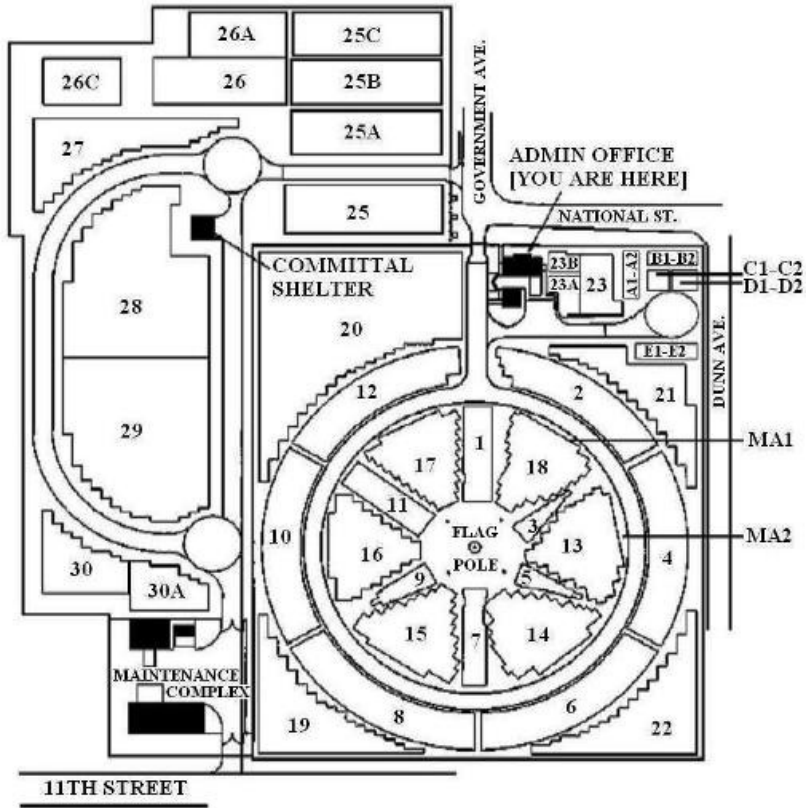 26A
25C
26C
26
25B
GOVERNMENT AVE.
27
25A
ADMIN OFFICE
[YOU ARE HERE]
25
NATIONAL ST.
COMMITTAL
SHELTER
23B
23A
23
A1-A2
B1-B2
C1-C2
D1-D2
28
20
E1-E2
DUNN AVE.
12
2
21
29
1
MA1
17
18
11
3
10
FLAG
POLE
13
MA2
16
4
30
9
5
30A
15
7
14
MAINTENANCE
COMPLEX
19
8
6
22
11TH STREET